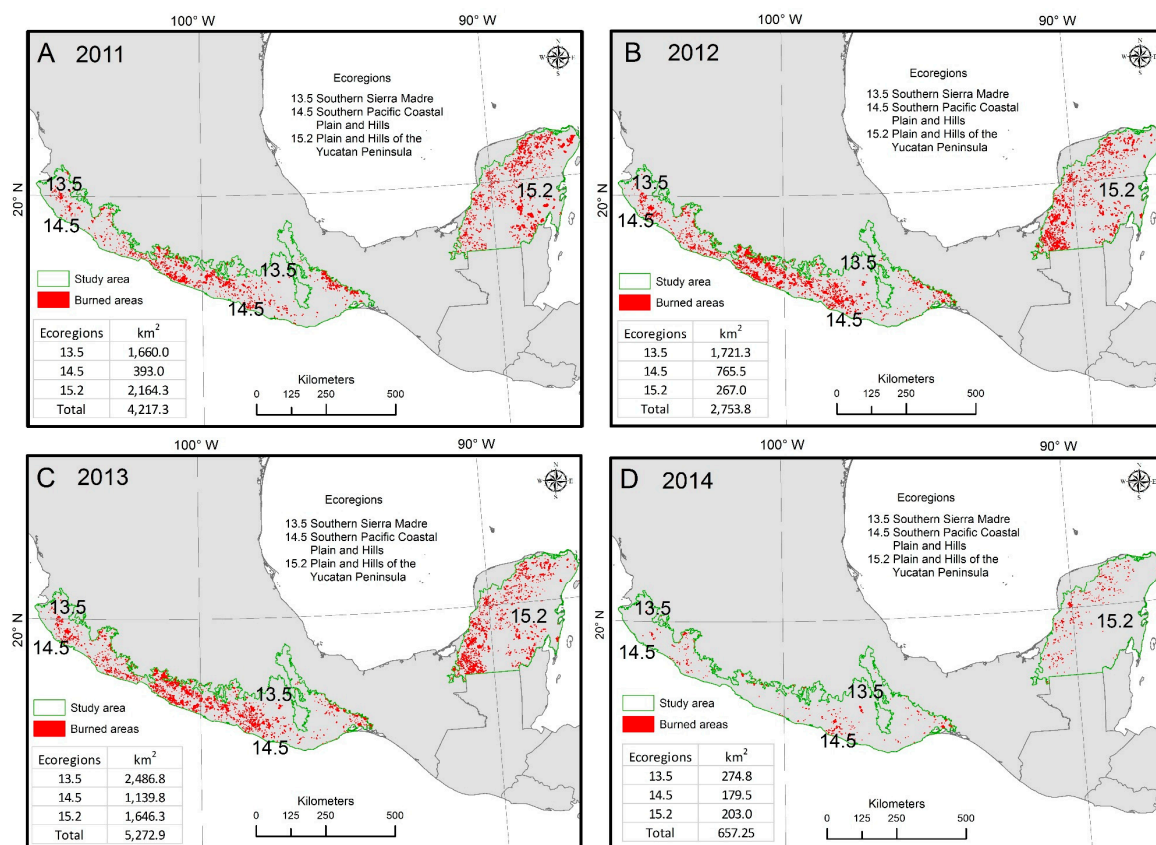 100° W
90° W
A 2011
N
W E
S
Ecoregions
13.5 Southern Sierra Madre
14.5 Southern Pacific Coastal
Plain and Hills
15.2 Plain and Hills of the
Yucatan Peninsula
20° N
13.5
14.5
15.2
13.5
14.5
Study area
Burned areas
Ecoregions km²
13.5 1,660.0
14.5 393.0
15.2 2,164.3
Total 4,217.3
Kilometers
0 125 250 500
100° W
90° W
B 2012
N
W E
S
Ecoregions
13.5 Southern Sierra Madre
14.5 Southern Pacific Coastal
Plain and Hills
15.2 Plain and Hills of the
Yucatan Peninsula
20° N
13.5
14.5
15.2
13.5
14.5
Study area
Burned areas
Ecoregions km²
13.5 1,721.3
14.5 765.5
15.2 267.0
Total 2,753.8
Kilometers
0 125 250 500
100° W
90° W
C 2013
N
W E
S
Ecoregions
13.5 Southern Sierra Madre
14.5 Southern Pacific Coastal
Plain and Hills
15.2 Plain and Hills of the
Yucatan Peninsula
20° N
13.5
14.5
15.2
13.5
14.5
Study area
Burned areas
Ecoregions km²
13.5 2,486.8
14.5 1,139.8
15.2 1,646.3
Total 5,272.9
Kilometers
0 125 250 500
100° W
90° W
D 2014
N
W E
S
Ecoregions
13.5 Southern Sierra Madre
14.5 Southern Pacific Coastal
Plain and Hills
15.2 Plain and Hills of the
Yucatan Peninsula
20° N
13.5
14.5
15.2
13.5
14.5
Study area
Burned areas
Ecoregions km²
13.5 274.8
14.5 179.5
15.2 203.0
Total 657.25
Kilometers
0 125 250 500